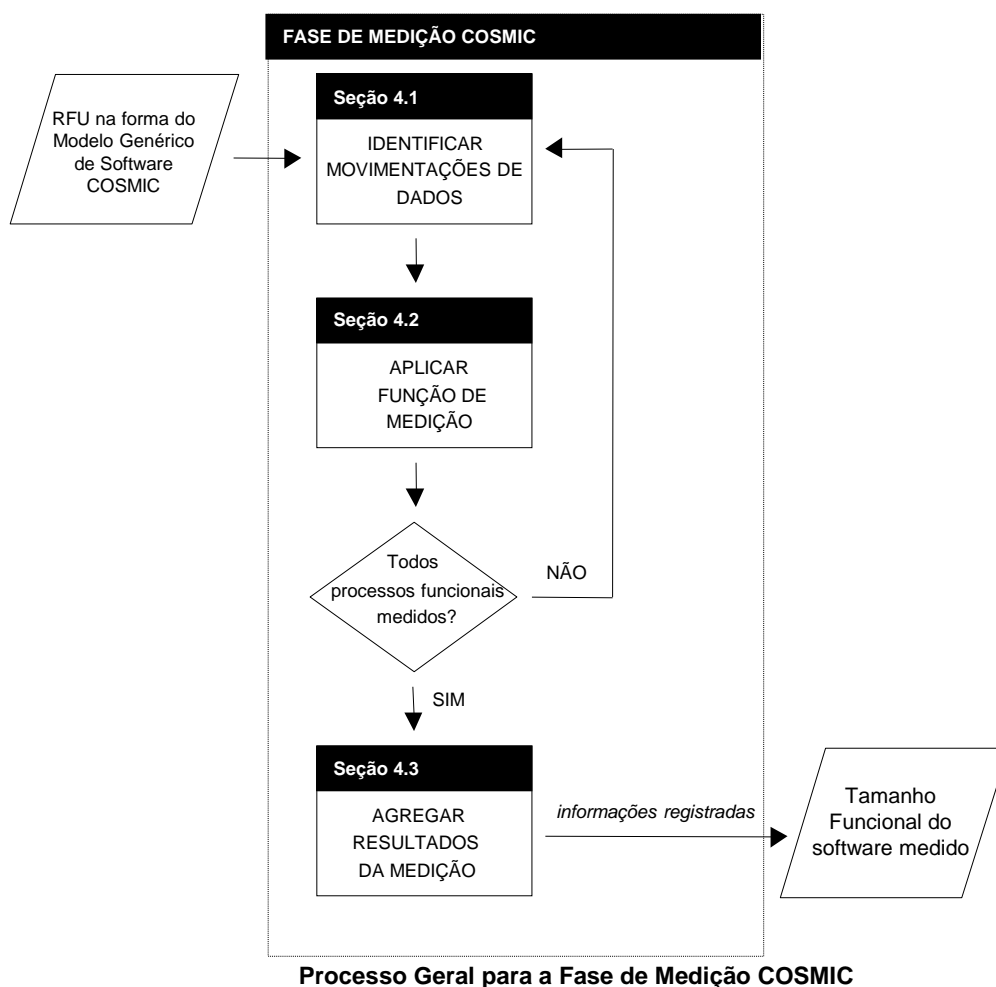 FASE DE MEDIÇÃO COSMIC
RFU na forma do
Modelo Genérico
de Software
COSMIC
Seção 4.1
IDENTIFICAR
MOVIMENTAÇÕES DE
DADOS
Seção 4.2
APLICAR
FUNÇÃO DE
MEDIÇÃO
Todos
processos funcionais
medidos?
NÃO
SIM
Seção 4.3
AGREGAR
RESULTADOS
DA MEDIÇÃO
informações registradas
Tamanho
Funcional do
software medido
Processo Geral para a Fase de Medição COSMIC